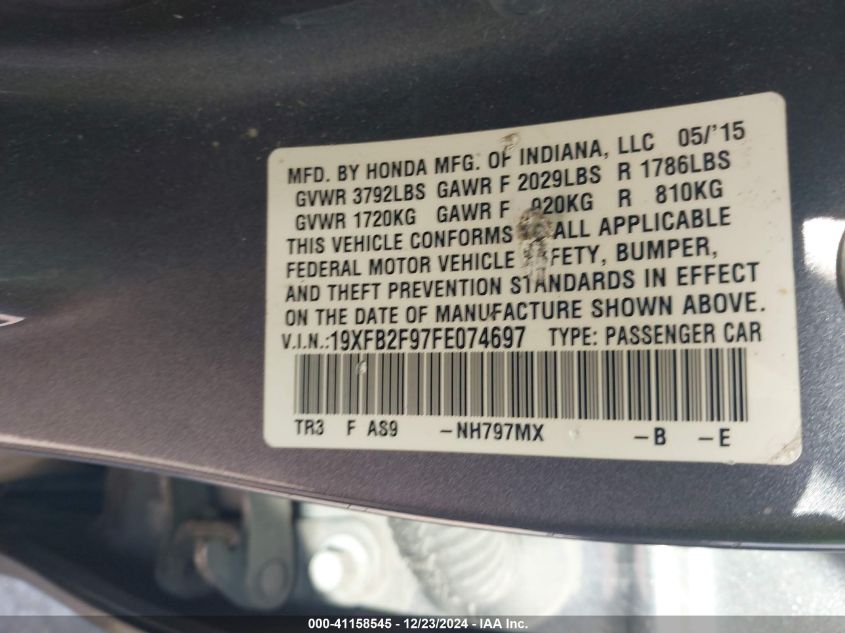 MFD. BY HONDA MFG. OF INDIANA, LLC 05/'15
GVWR 3792LBS GAWR F 2029LBS R 1786LBS
GVWR 1720KG GAWR F 920KG R 810KG
THIS VEHICLE CONFORMS TO ALL APPLICABLE
FEDERAL MOTOR VEHICLE SAFETY, BUMPER,
AND THEFT PREVENTION STANDARDS IN EFFECT
ON THE DATE OF MANUFACTURE SHOWN ABOVE.
V.I.N.:19XFB2F97FE074697 TYPE: PASSENGER CAR
TR3 F AS9 -NH797MX -B -E
000-41158545 - 12/23/2024 - IAA Inc.